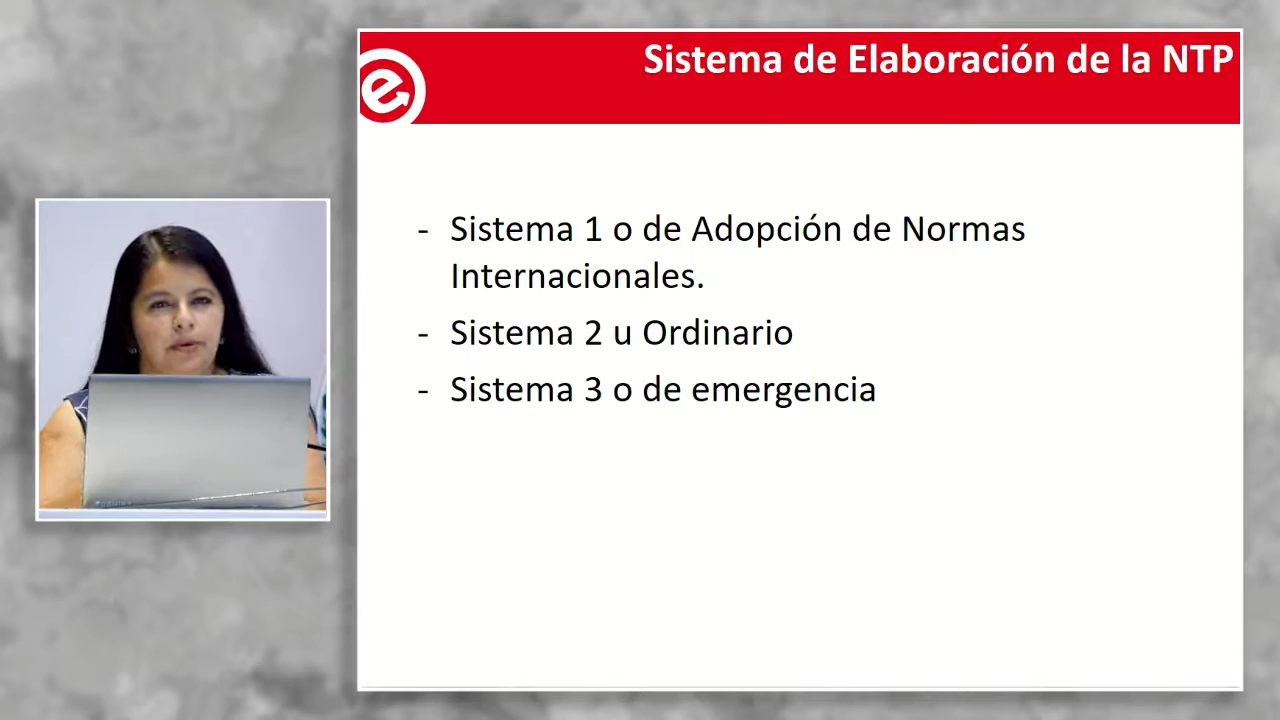 Sistema de Elaboración de la NTP
- Sistema 1 o de Adopción de Normas
Internacionales.
- Sistema 2 u Ordinario
- Sistema 3 o de emergencia